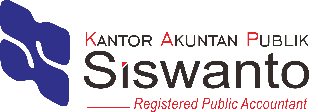 KANTOR AKUNTAN PUBLIK
Siswanto
Registered Public Accountant